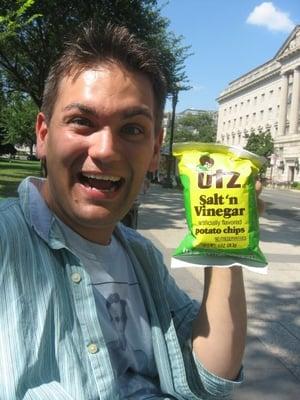 utz
Salt'n
Vinegar
artificially flavored
potato chips